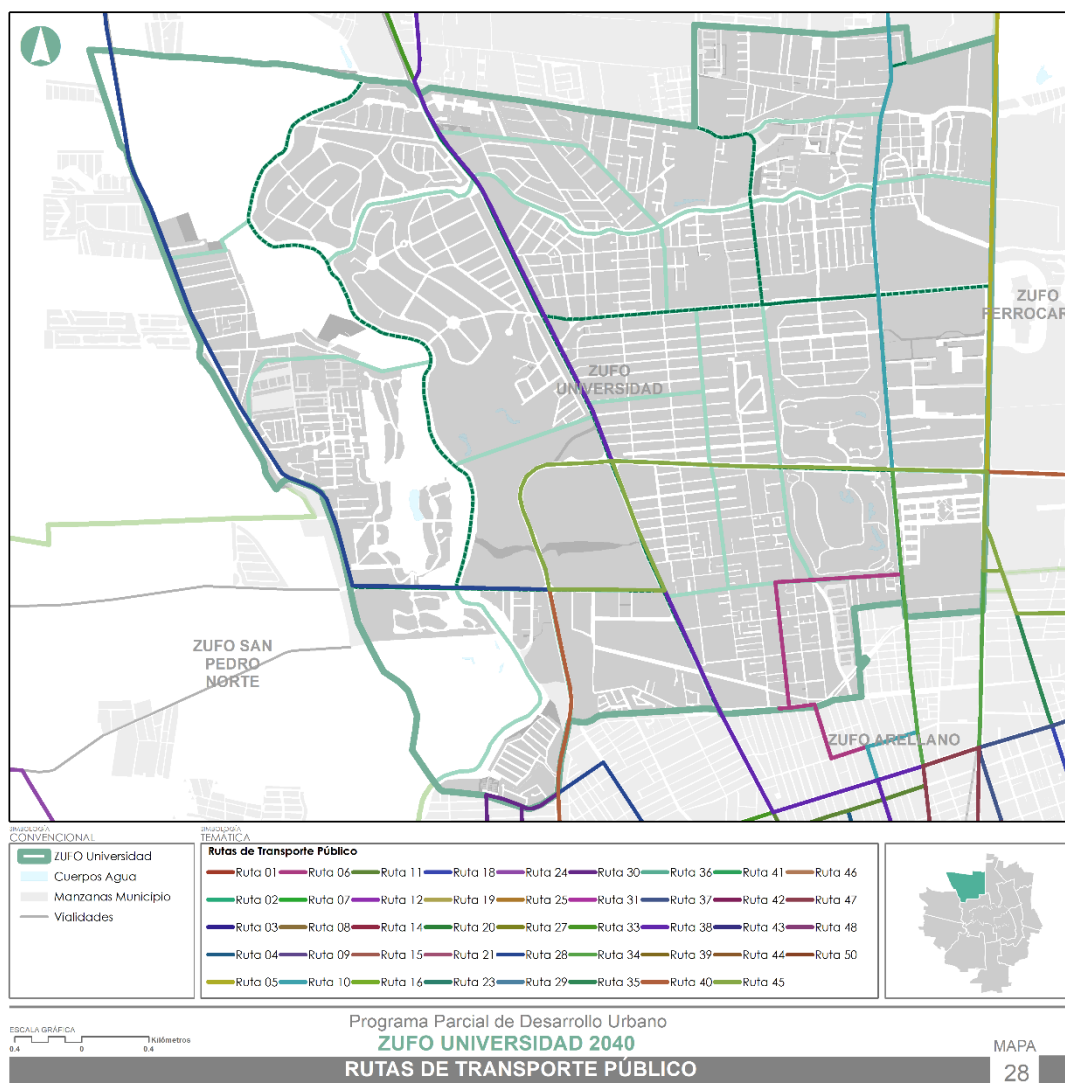 ZUFO
FERROCAR
ZUFO
UNIVERSIDAD
ZUFO SAN
PEDRO
NORTE
ZUFO ARELLANO
SIMBOLOGÍA
CONVENCIONAL
ZUFO Universidad
Cuerpos Agua
Manzanas Municipio
Vialidades
SIMBOLOGÍA
TEMÁTICA
Rutas de Transporte Público
Ruta 01 Ruta 06 Ruta 11 Ruta 18 Ruta 24 Ruta 30 Ruta 36 Ruta 41 Ruta 46
Ruta 02 Ruta 07 Ruta 12 Ruta 19 Ruta 25 Ruta 31 Ruta 37 Ruta 42 Ruta 47
Ruta 03 Ruta 08 Ruta 14 Ruta 20 Ruta 27 Ruta 33 Ruta 38 Ruta 43 Ruta 48
Ruta 04 Ruta 09 Ruta 15 Ruta 21 Ruta 28 Ruta 34 Ruta 39 Ruta 44 Ruta 50
Ruta 05 Ruta 10 Ruta 16 Ruta 23 Ruta 29 Ruta 35 Ruta 40 Ruta 45
ESCALA GRÁFICA
Kilómetros
0.4 0 0.4
Programa Parcial de Desarrollo Urbano
ZUFO UNIVERSIDAD 2040
RUTAS DE TRANSPORTE PÚBLICO
MAPA
28